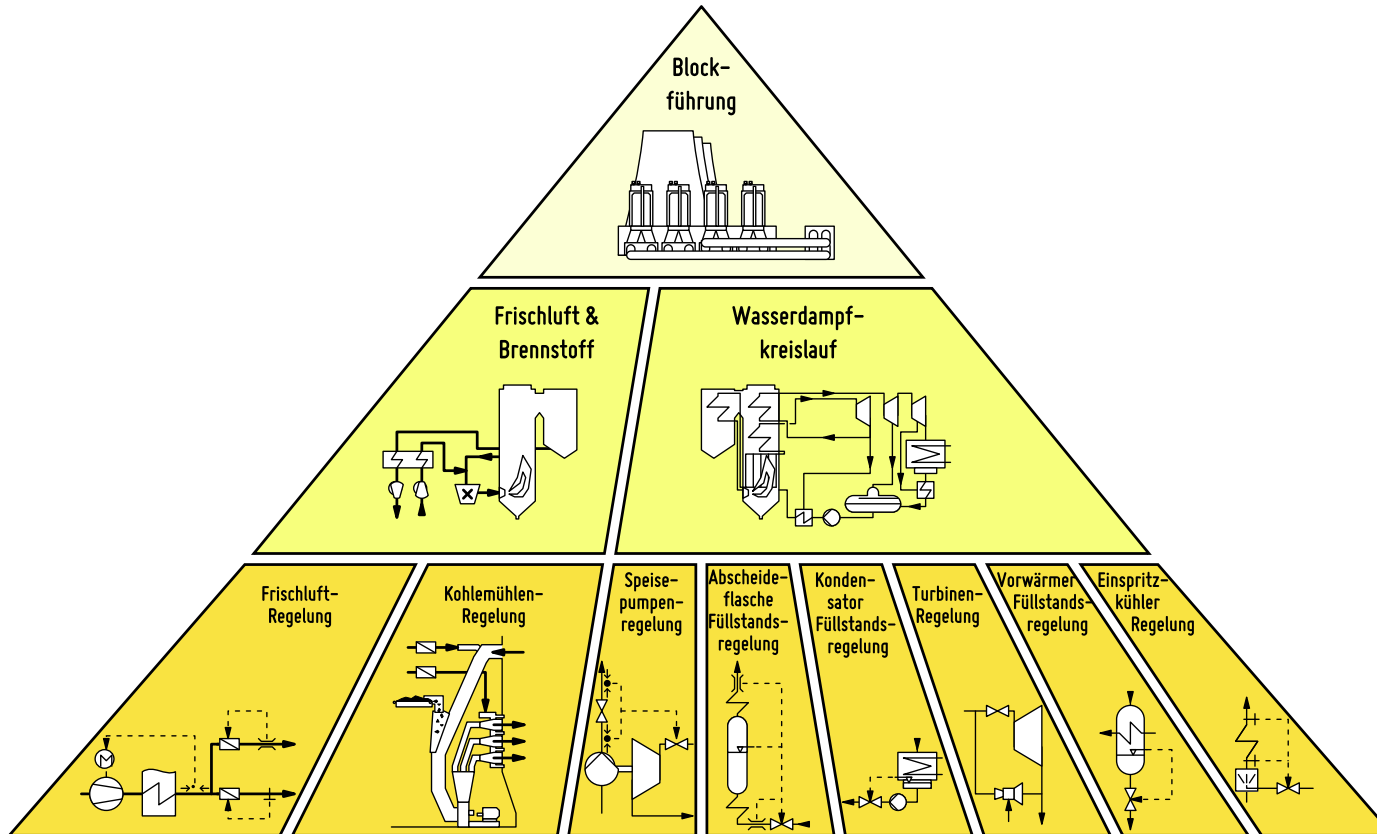 Block-
führung
Frischluft &
Brennstoff
Wasserdampf-
kreislauf
Frischluft-
Regelung
Kohlemühlen-
Regelung
Speise-
pumpen-
regelung
Abscheide-
flasche
Füllstands-
regelung
Konden-
sator
Füllstands-
regelung
Turbinen-
Regelung
Vorwärmer
Füllstands-
regelung
Einspritz-
kühler
Regelung
M